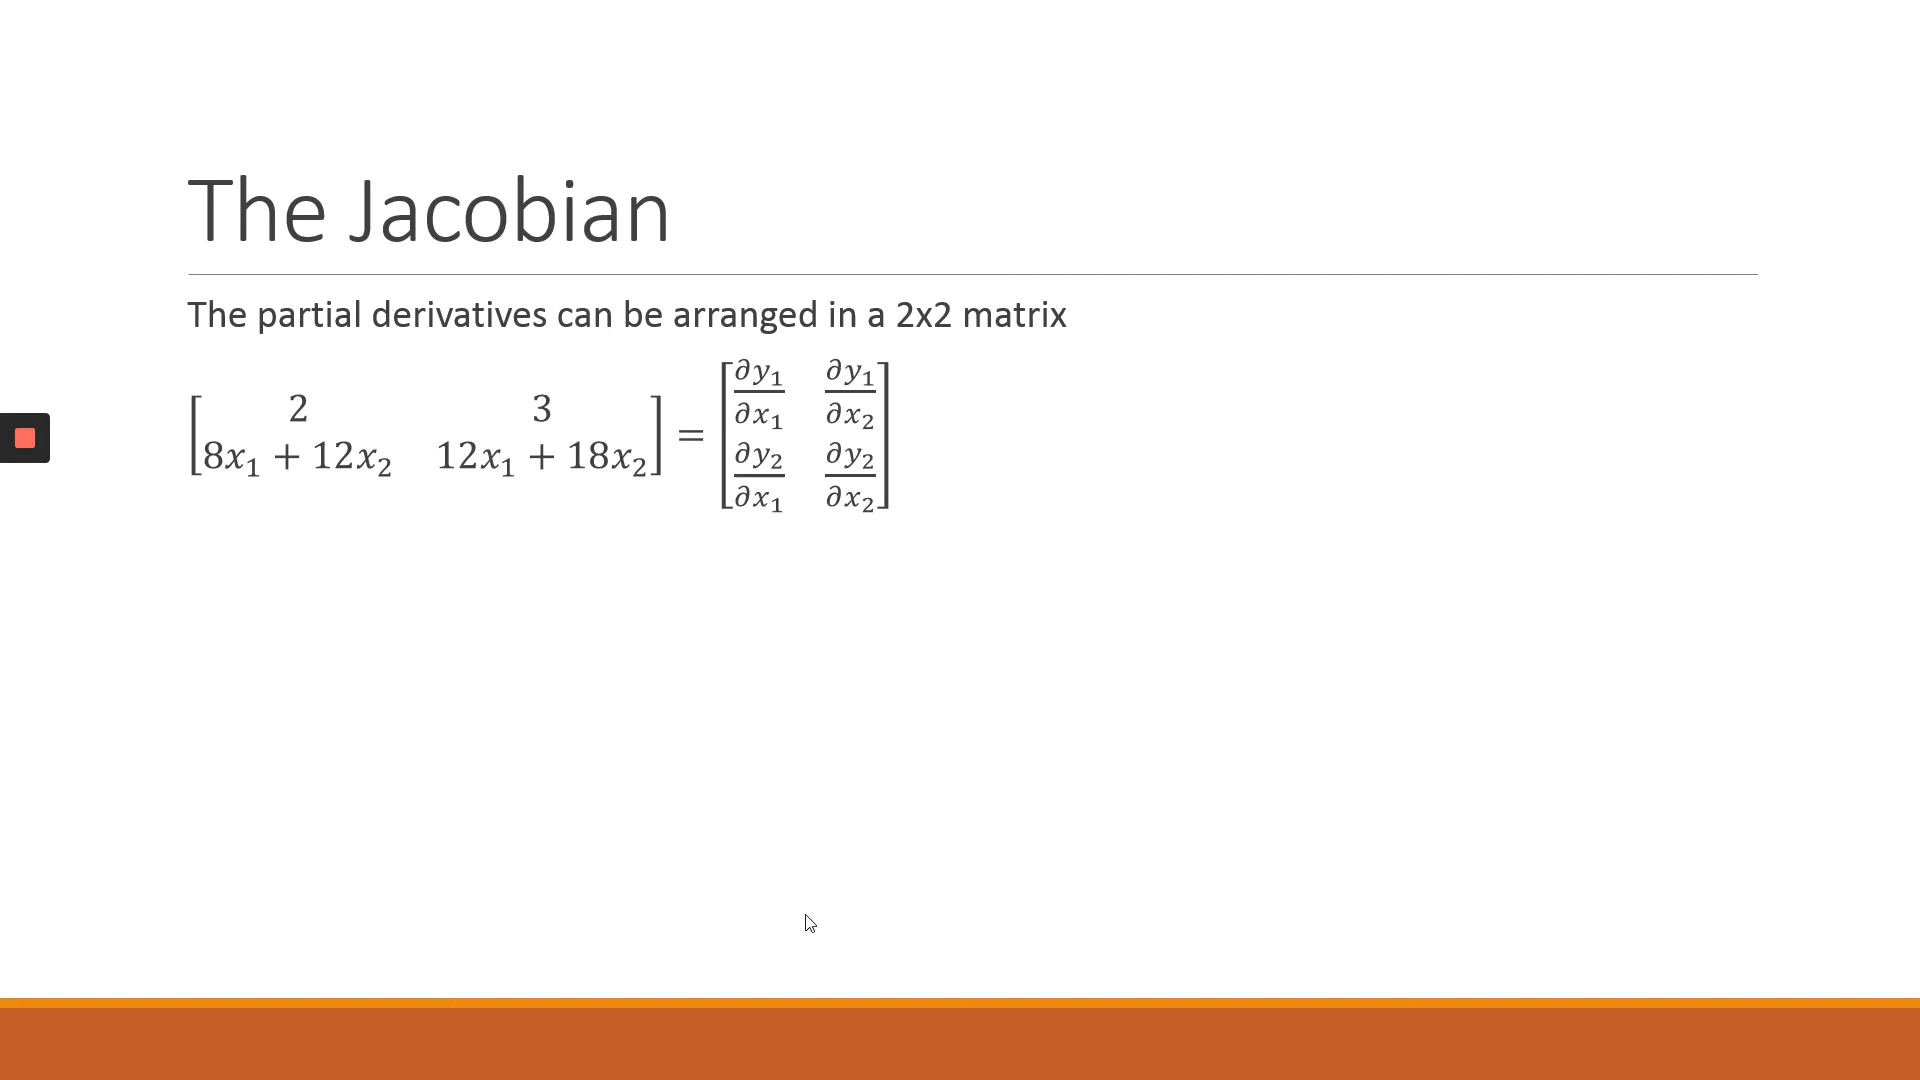 The Jacobian
The partial derivatives can be arranged in a 2x2 matrix
[2 3; 8x₁ + 12x₂ 12x₁ + 18x₂] = [∂y₁/∂x₁ ∂y₁/∂x₂; ∂y₂/∂x₁ ∂y₂/∂x₂]